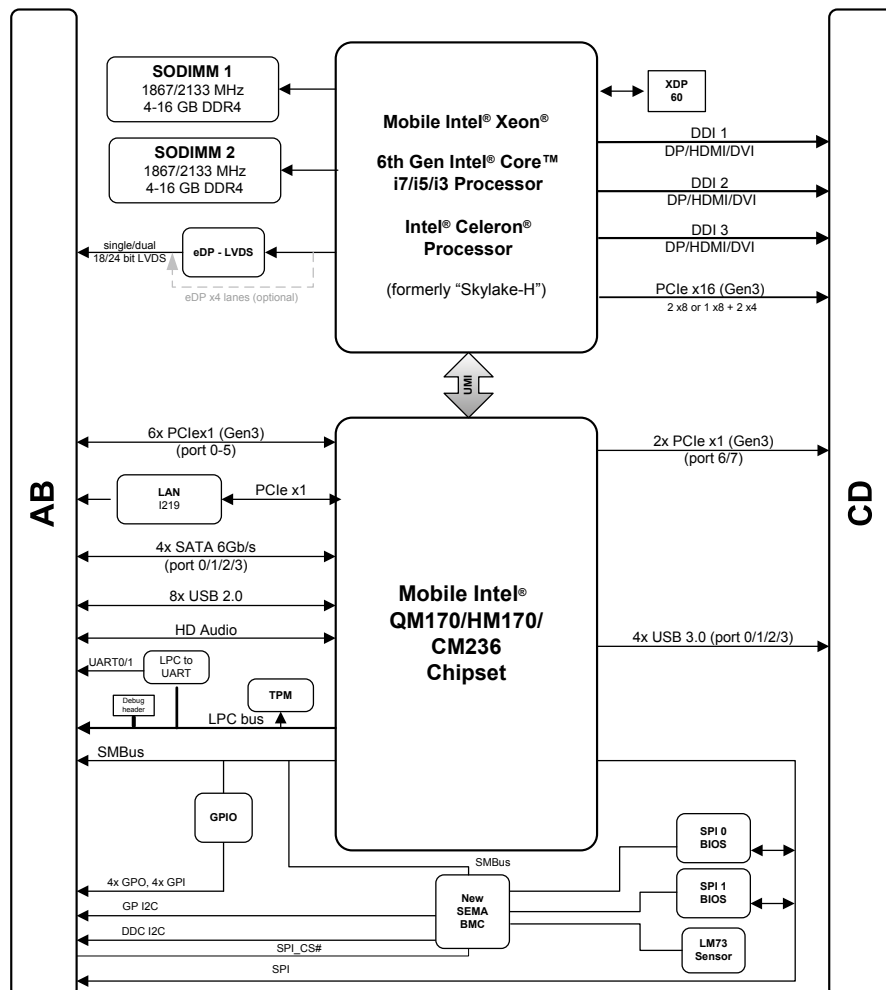 SODIMM 1
1867/2133 MHz
4-16 GB DDR4
SODIMM 2
1867/2133 MHz
4-16 GB DDR4
single/dual
18/24 bit LVDS
eDP - LVDS
eDP x4 lanes (optional)
Mobile Intel® Xeon®
6th Gen Intel® Core™
i7/i5/i3 Processor
Intel® Celeron®
Processor
(formerly “Skylake-H”)
XDP
60
DDI 1
DP/HDMI/DVI
DDI 2
DP/HDMI/DVI
DDI 3
DP/HDMI/DVI
PCIe x16 (Gen3)
2 x8 or 1 x8 + 2 x4
UMI
AB
CD
6x PCIex1 (Gen3)
(port 0-5)
LAN
I219
PCIe x1
4x SATA 6Gb/s
(port 0/1/2/3)
8x USB 2.0
HD Audio
UART0/1
LPC to
UART
Debug
header
LPC bus
TPM
SMBus
GPIO
Mobile Intel®
QM170/HM170/
CM236
Chipset
2x PCIe x1 (Gen3)
(port 6/7)
4x USB 3.0 (port 0/1/2/3)
4x GPO, 4x GPI
GP I2C
DDC I2C
SPI_CS#
SPI
SMBus
New
SEMA
BMC
SPI 0
BIOS
SPI 1
BIOS
LM73
Sensor